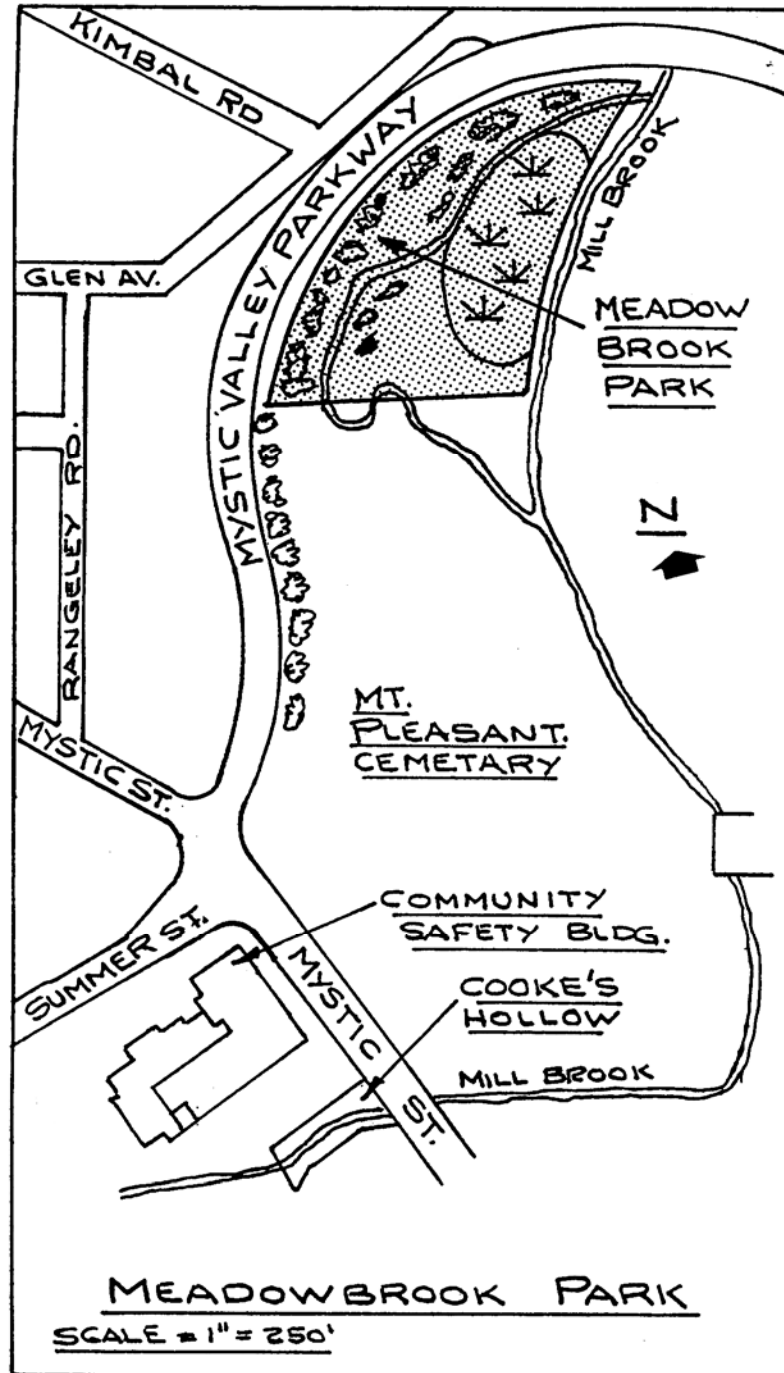 KIMBAL RD
MYSTIC VALLEY PARKWAY
MILL BROOK
GLEN AV.
MEADOW
BROOK
PARK
RANGELEY RD.
N
MT.
PLEASANT.
CEMETARY
MYSTIC ST.
COMMUNITY
SAFETY BLDG.
SUMMER ST.
MYSTIC ST.
COOKE'S
HOLLOW
MILL BROOK
MEADOWBROOK PARK
SCALE = 1" = 250'